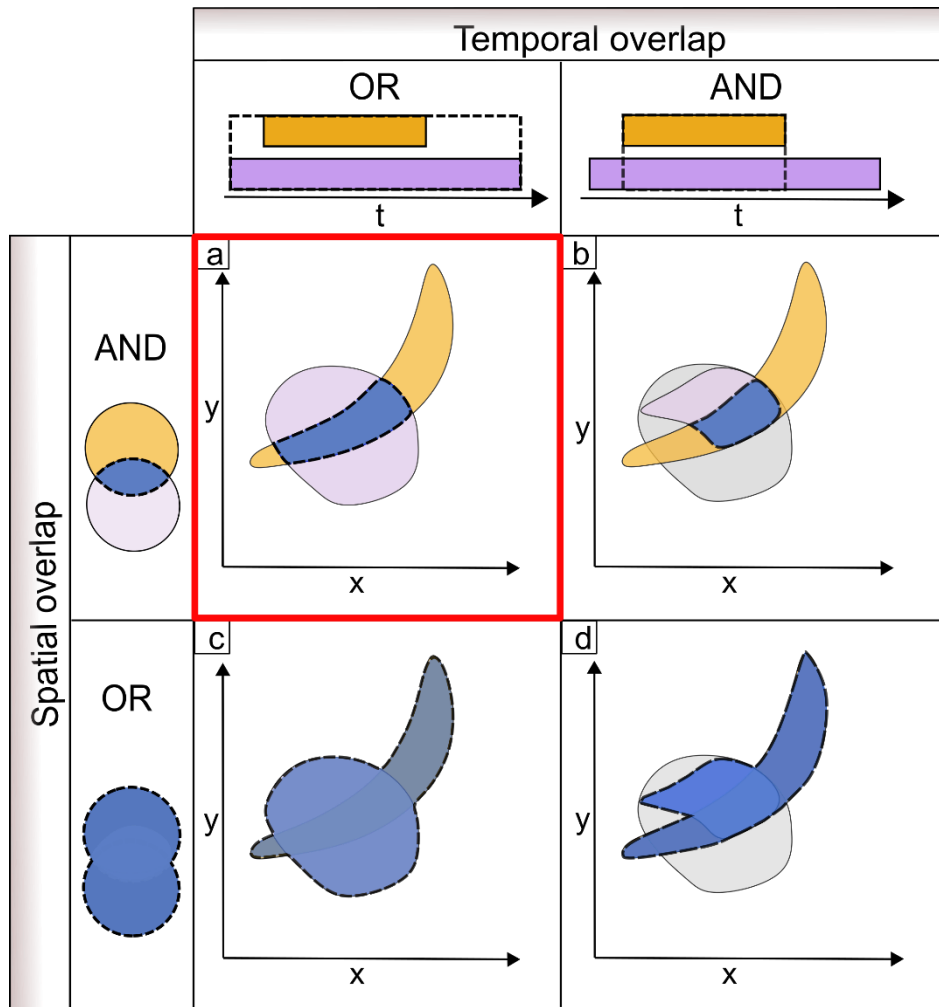 Temporal overlap
OR
AND
t
t
Spatial overlap
AND
a
y
x
b
y
x
OR
c
y
x
d
y
x